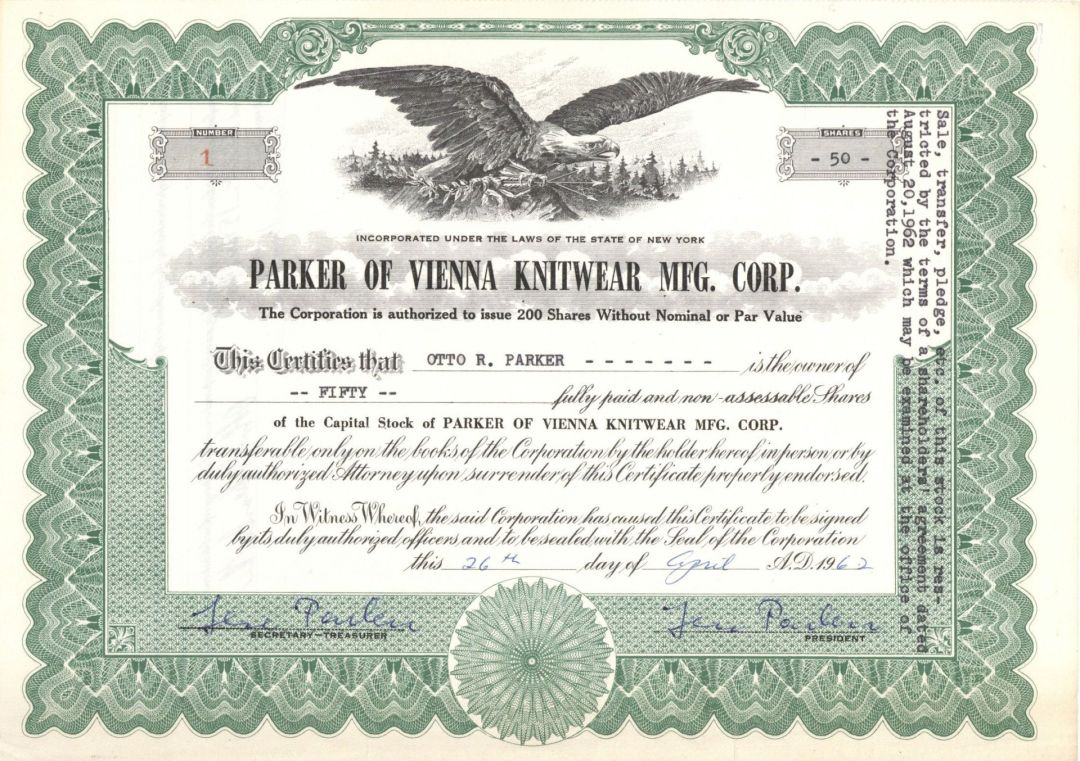 NUMBER
1
SHARES
- 50 -
INCORPORATED UNDER THE LAWS OF THE STATE OF NEW YORK
PARKER OF VIENNA KNITWEAR MFG. CORP.
The Corporation is authorized to issue 200 Shares Without Nominal or Par Value
This Certifies that OTTO R. PARKER - - - - - - - is the owner of
-- FIFTY -- fully paid and non-assessable Shares
of the Capital Stock of PARKER OF VIENNA KNITWEAR MFG. CORP.
transferable only on the books of the Corporation by the holder hereof in person or by
duly authorized Attorney upon surrender of this Certificate properly endorsed.
In Witness Whereof, the said Corporation has caused this Certificate to be signed
by its duly authorized officers and to be sealed with the Seal of the Corporation
this 26th day of April A.D. 1962
Parker
SECRETARY-TREASURER
Parker
PRESIDENT
Sale, transfer, pledge, etc. of this stock is res-
tricted by the terms of a shareholders' agreement dated
August 20,1962 which may be examined at the office of
the Corporation.